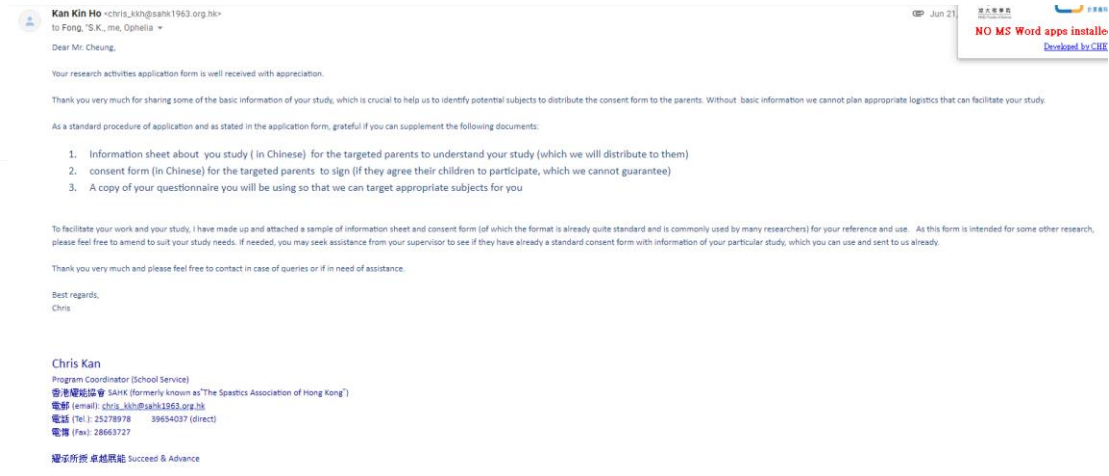 Kan Kin Ho <chris_kkh@sahk1963.org.hk>
to Fong, "S.K., me, Ophelia
Jun 21,
NO MS Word apps installe
Developed by CHE
Dear Mr. Cheung,
Your research activities application form is well received with appreciation.
Thank you very much for sharing some of the basic information of your study, which is crucial to help us to identify potential subjects to distribute the consent form to the parents. Without basic information we cannot plan appropriate logistics that can facilitate your study.
As a standard procedure of application and as stated in the application form, grateful if you can supplement the following documents:
1. Information sheet about you study ( in Chinese) for the targeted parents to understand your study (which we will distribute to them)
2. consent form (in Chinese) for the targeted parents to sign (if they agree their children to participate, which we cannot guarantee)
3. A copy of your questionnaire you will be using so that we can target appropriate subjects for you
To facilitate your work and your study, I have made up and attached a sample of information sheet and consent form (of which the format is already quite standard and is commonly used by many researchers) for your reference and use. As this form is intended for some other research,
please feel free to amend to suit your study needs. If needed, you may seek assistance from your supervisor to see if they have already a standard consent form with information of your particular study, which you can use and sent to us already.
Thank you very much and please feel free to contact in case of queries or if in need of assistance.
Best regards,
Chris
Chris Kan
Program Coordinator (School Service)
香港耀能協會 SAHK (formerly known as"The Spastics Association of Hong Kong")
電郵 (email): chris_kkh@sahk1963.org.hk
電話 (Tel.): 25278978 39654037 (direct)
電傳 (Fax): 28663727
耀承所授 卓越展能 Succeed & Advance